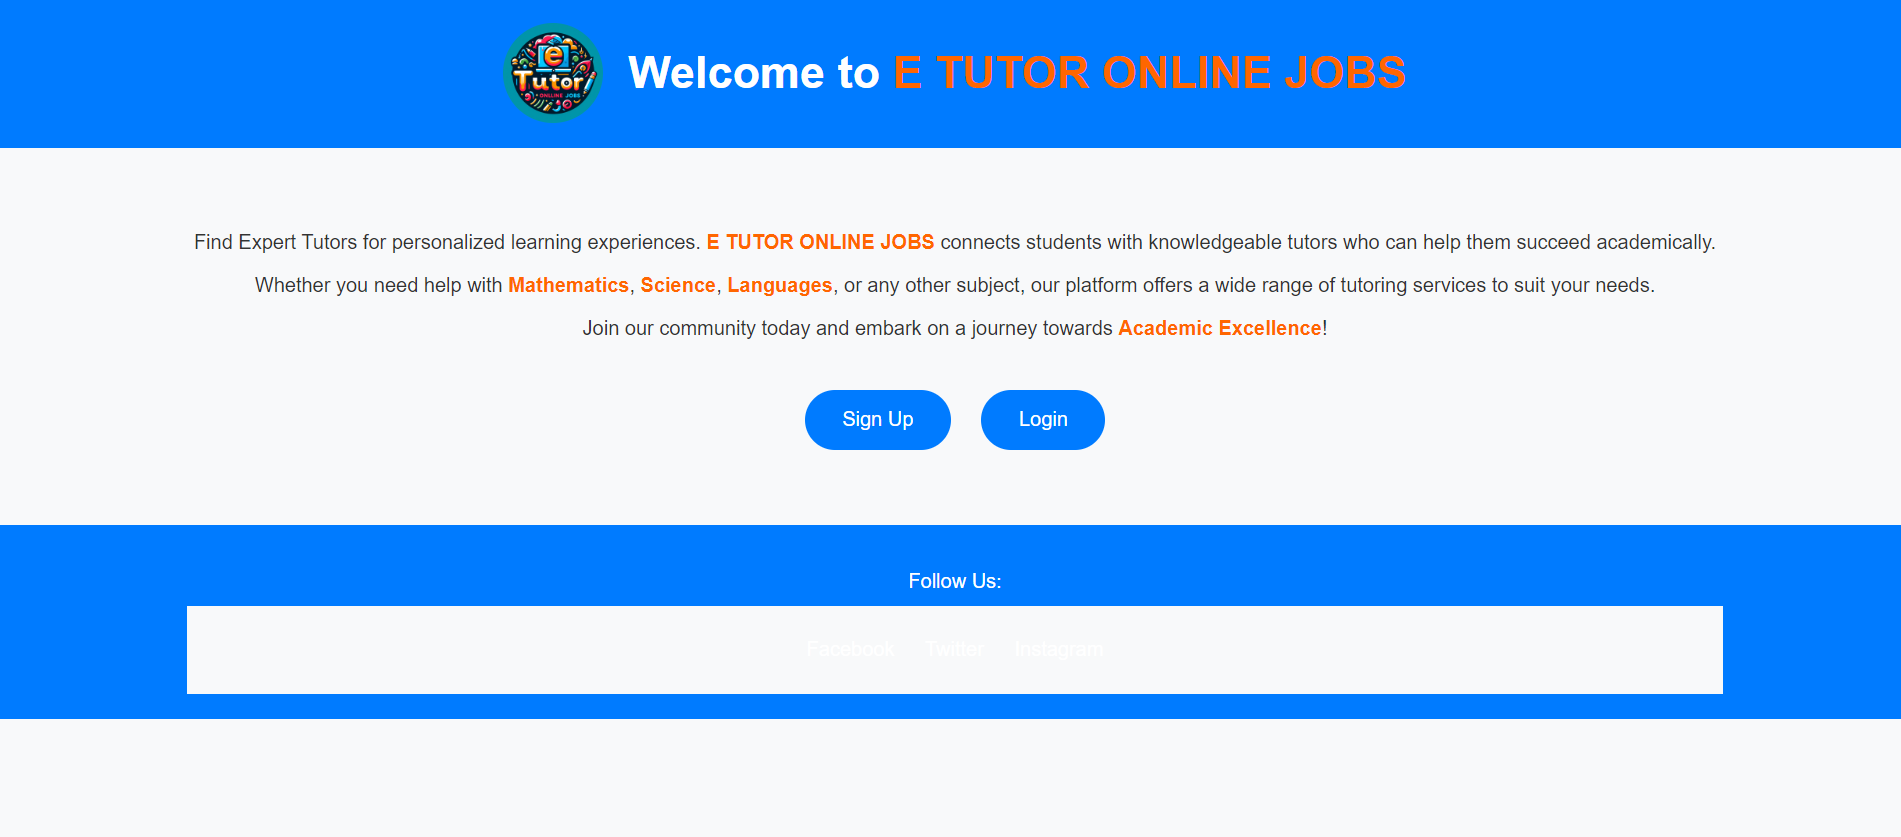 e
Tutor
ONLLINE JOBS
Welcome to E TUTOR ONLINE JOBS
Find Expert Tutors for personalized learning experiences. E TUTOR ONLINE JOBS connects students with knowledgeable tutors who can help them succeed academically.
Whether you need help with Mathematics, Science, Languages, or any other subject, our platform offers a wide range of tutoring services to suit your needs.
Join our community today and embark on a journey towards Academic Excellence!
Sign Up Login
Follow Us:
Facebook Twitter Instagram